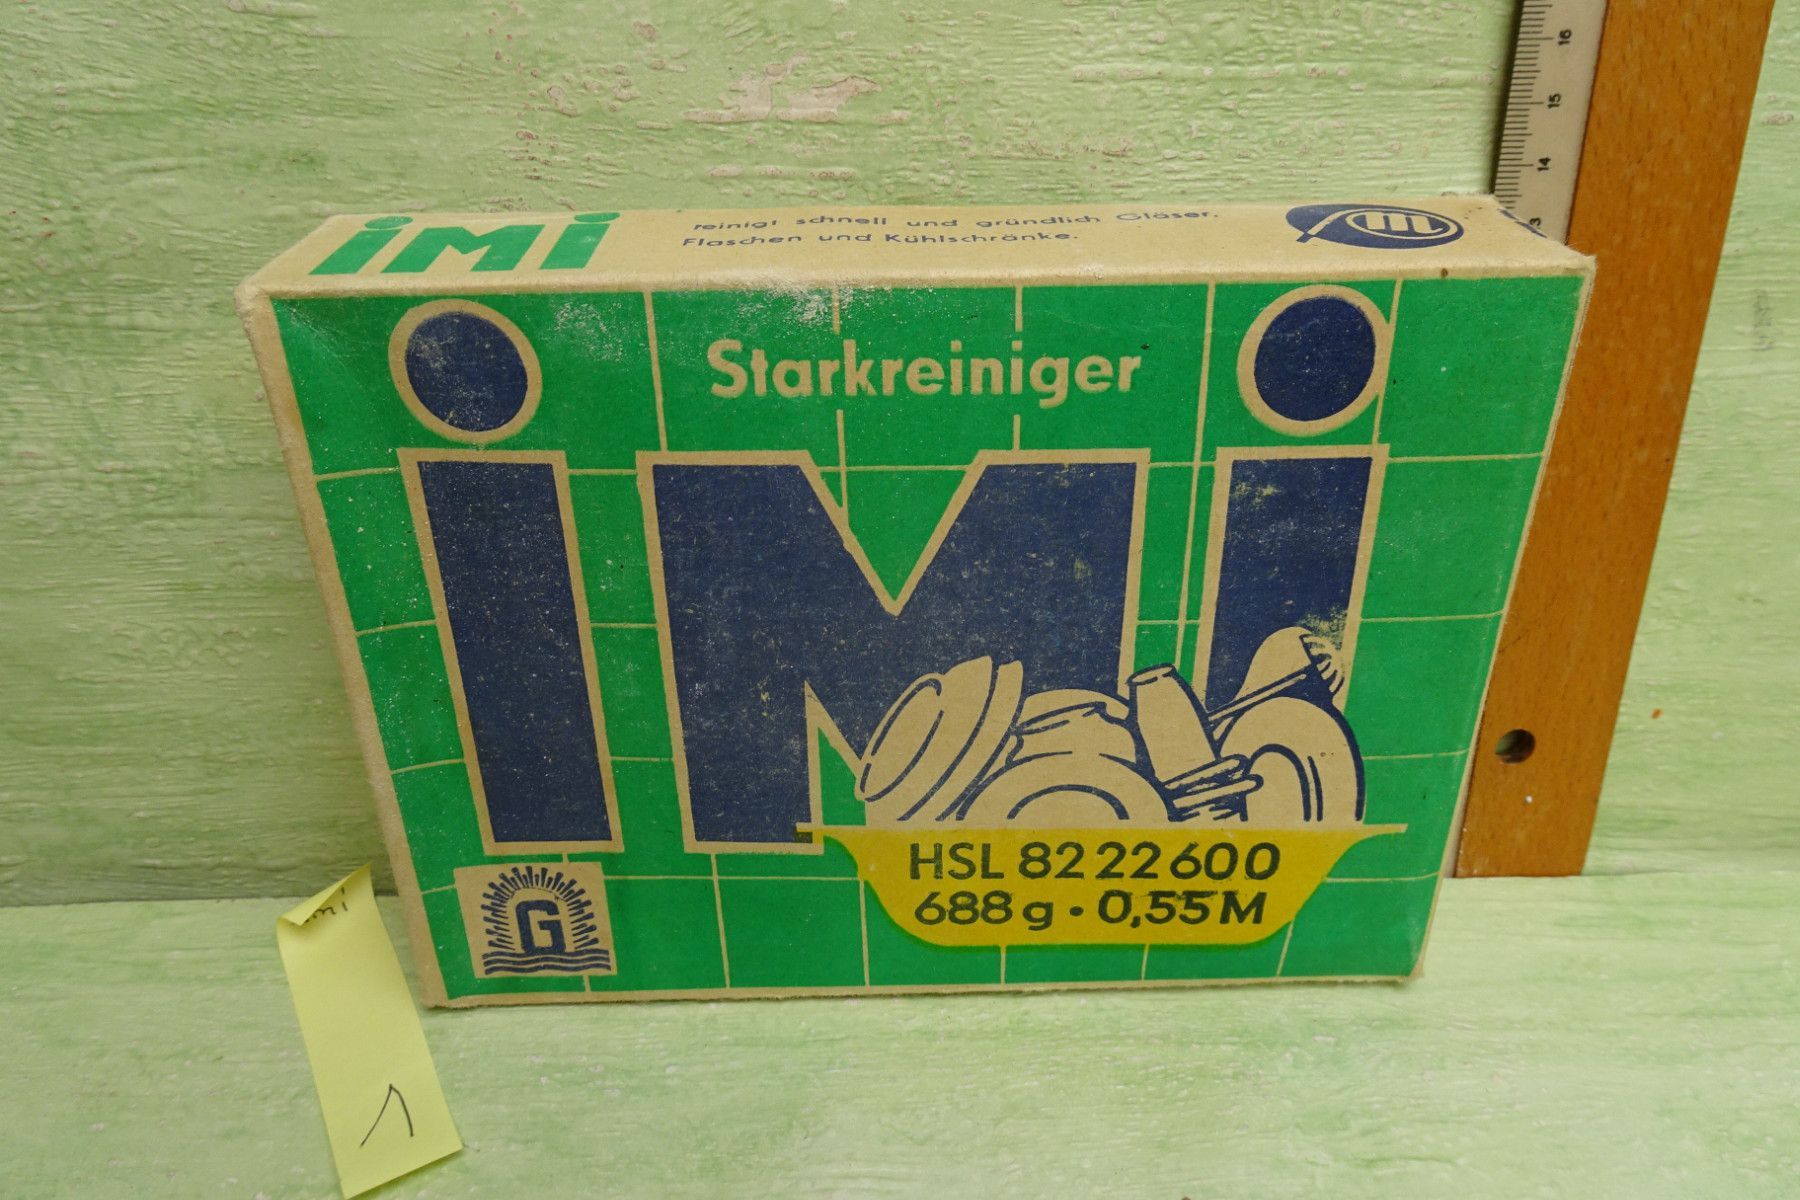 iMi
reinigt schnell und gründlich Gläser,
Flaschen und Kühlschränke.
m
Starkreiniger
iMi
HSL 82 22 600
688 g • 0,55 M
G
1
16
15
14